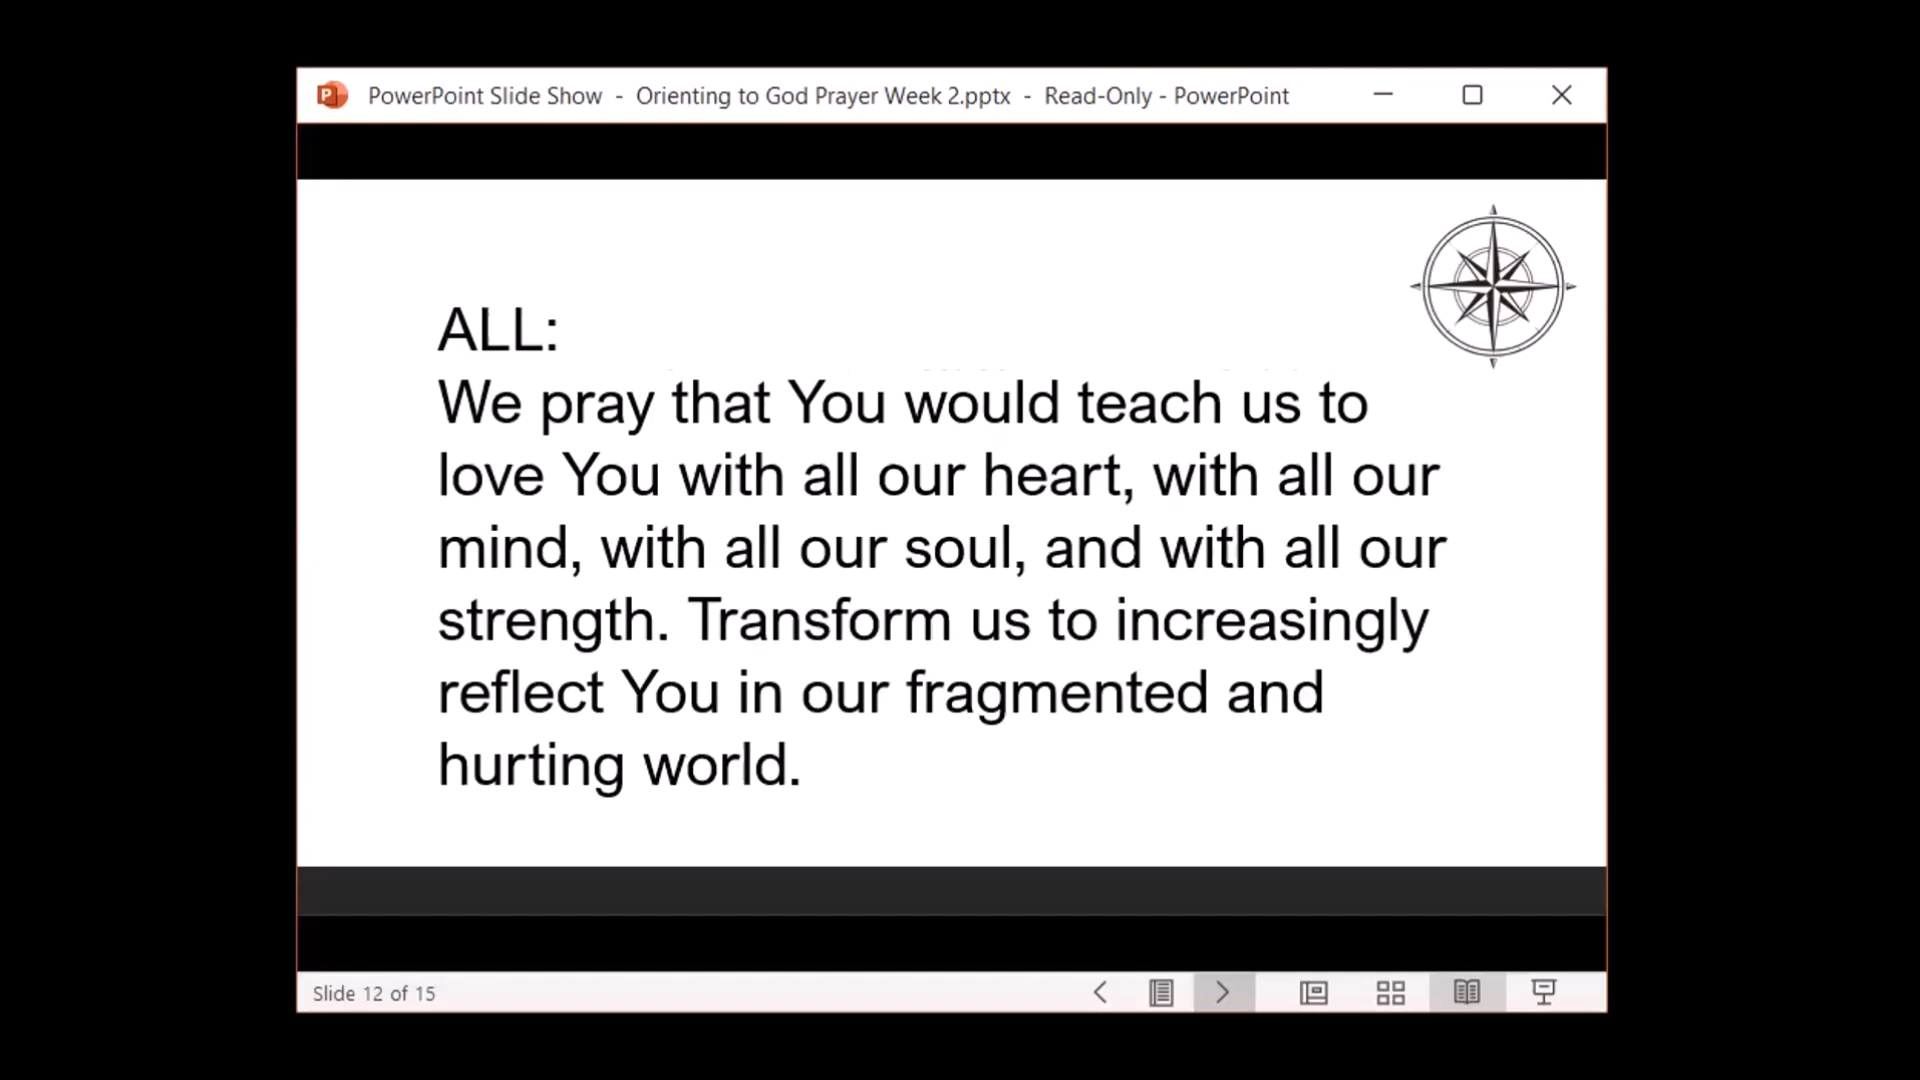 PowerPoint Slide Show - Orienting to God Prayer Week 2.pptx - Read-Only - PowerPoint
ALL:
We pray that You would teach us to
love You with all our heart, with all our
mind, with all our soul, and with all our
strength. Transform us to increasingly
reflect You in our fragmented and
hurting world.
Slide 12 of 15